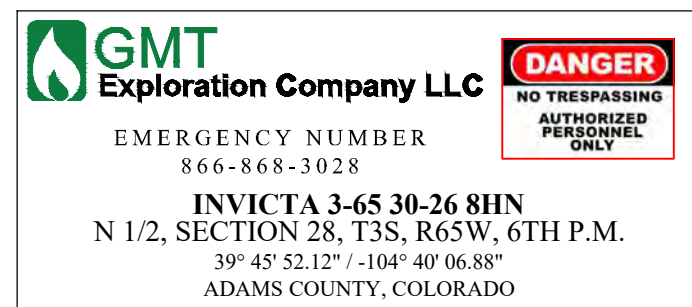 GMT
Exploration Company LLC
DANGER
NO TRESPASSING
AUTHORIZED
PERSONNEL
ONLY
EMERGENCY NUMBER
866-868-3028
INVICTA 3-65 30-26 8HN
N 1/2, SECTION 28, T3S, R65W, 6TH P.M.
39° 45' 52.12" / -104° 40' 06.88"
ADAMS COUNTY, COLORADO